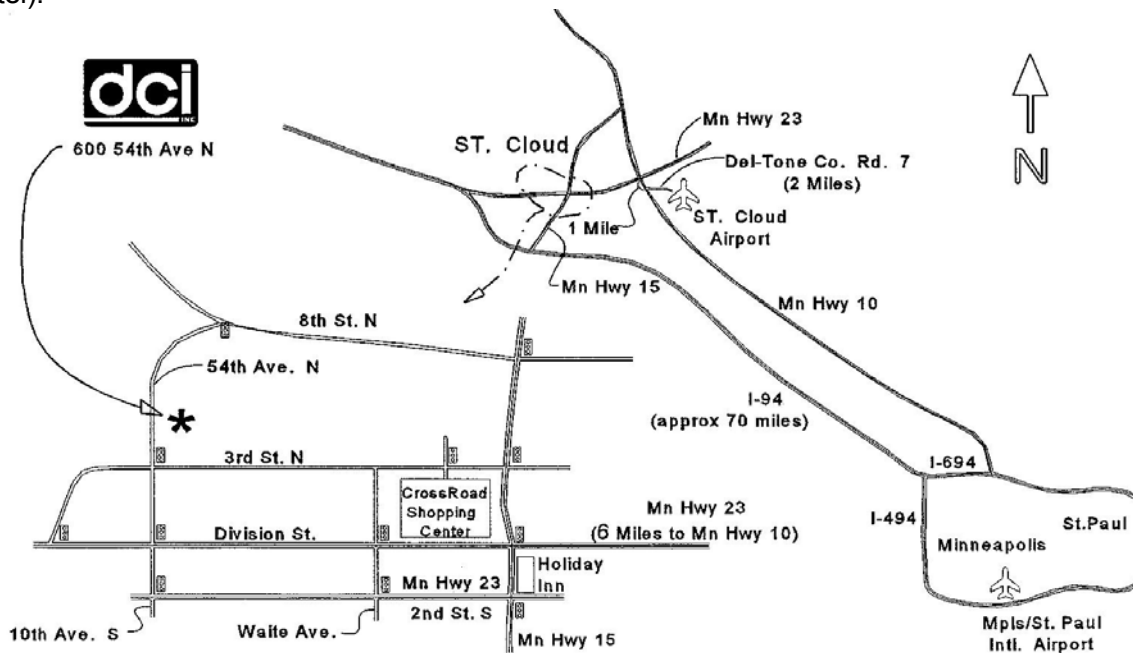 dci
INC
600 54th Ave N
ST. Cloud
Mn Hwy 23
Del-Tone Co. Rd. 7
(2 Miles)
N
1 Mile
ST. Cloud
Airport
Mn Hwy 15
Mn Hwy 10
8th St. N
54th Ave. N
I-94
(approx 70 miles)
3rd St. N
I-694
CrossRoad
Shopping
Center
Mn Hwy 23
(6 Miles to Mn Hwy 10)
I-494
St.Paul
Division St.
Minneapolis
Holiday
Inn
Mn Hwy 23
2nd St. S
10th Ave. S
Waite Ave.
Mn Hwy 15
Mpls/St. Paul
Intl. Airport